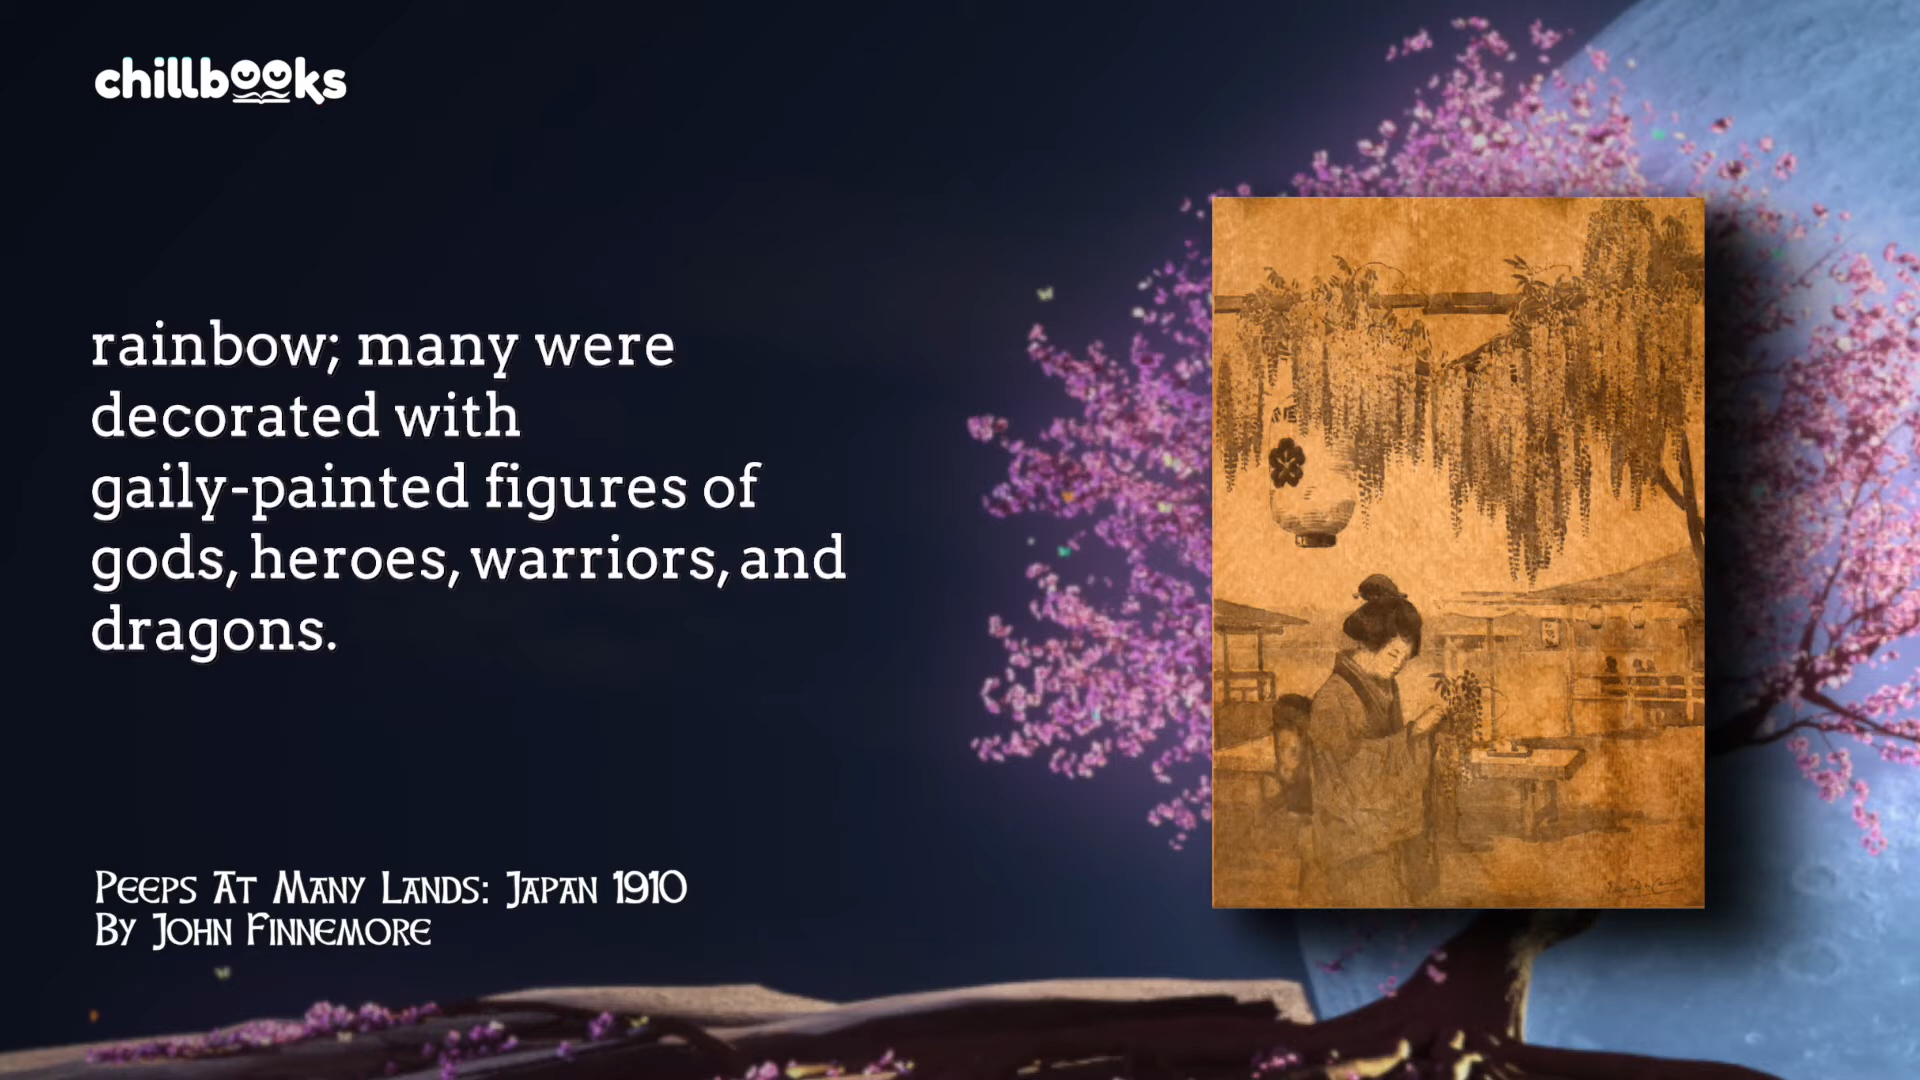 chillbooks
rainbow; many were
decorated with
gaily-painted figures of
gods, heroes, warriors, and
dragons.
Peeps At Many Lands: Japan 1910
By John Finnemore